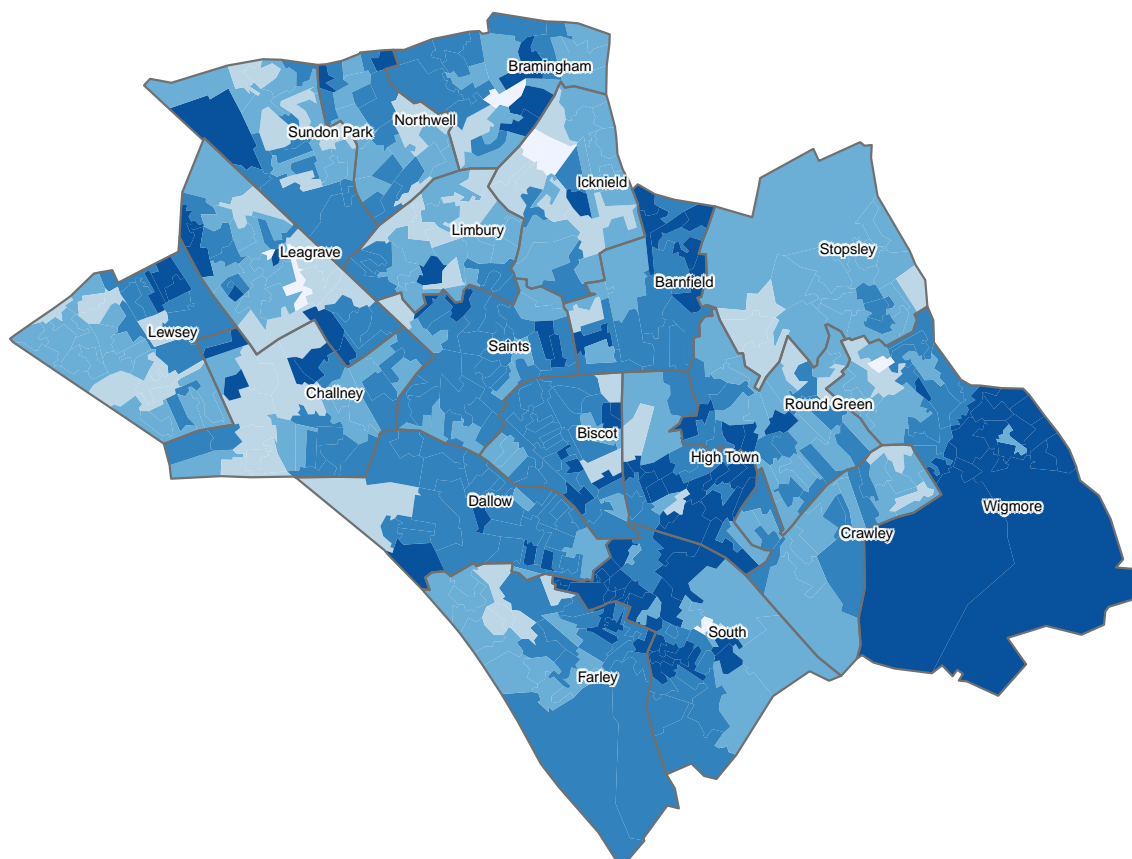 Bramingham
Northwell
Sundon Park
Icknield
Limbury
Stopsley
Leagrave
Barnfield
Lewsey
Saints
Challney
Round Green
Biscot
High Town
Dallow
Wigmore
Crawley
South
Farley